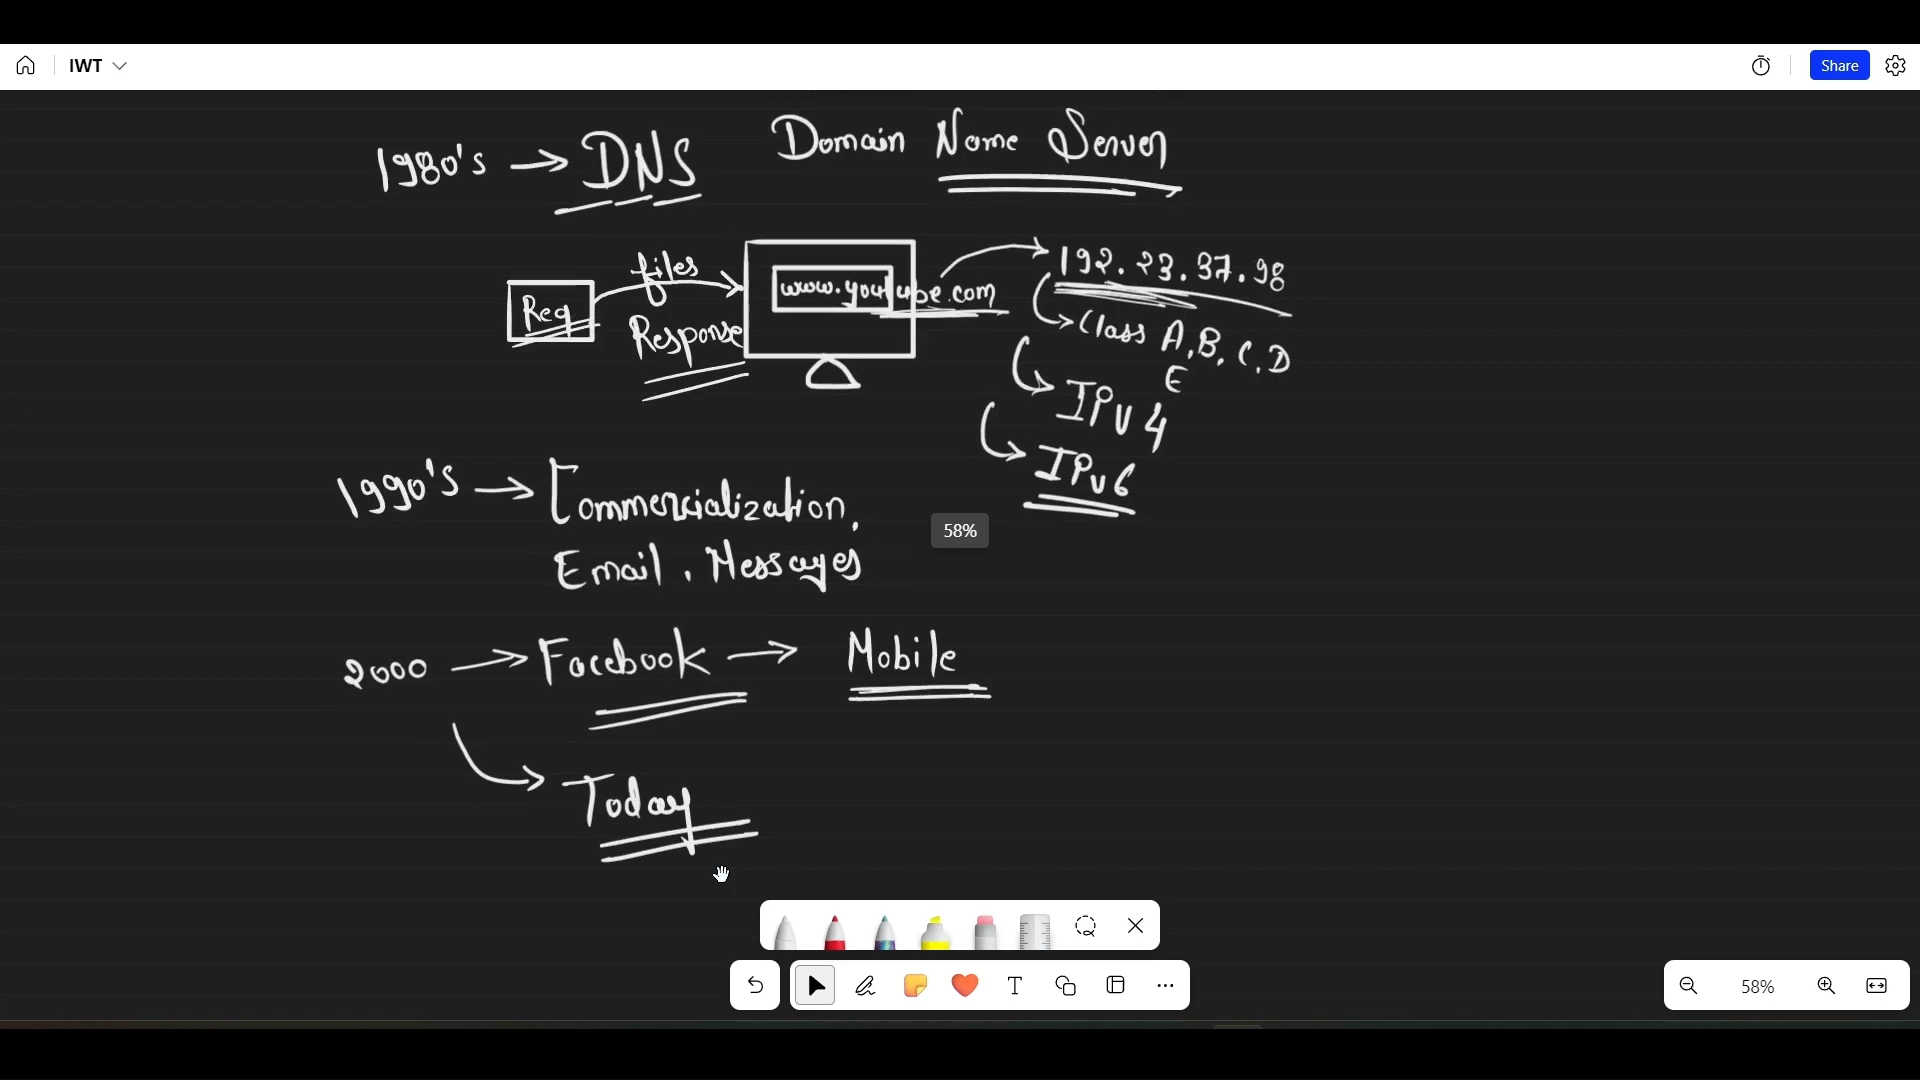 IWT
Share
1980's → DNS Domain Name Server
Req files Response www.youtube.com 192.23.37.98
Class A, B, C, D
E
IPv4
IPv6
1990's → Commercialization,
Email, Messages
58%
2000 → Facebook → Mobile
Today
58%